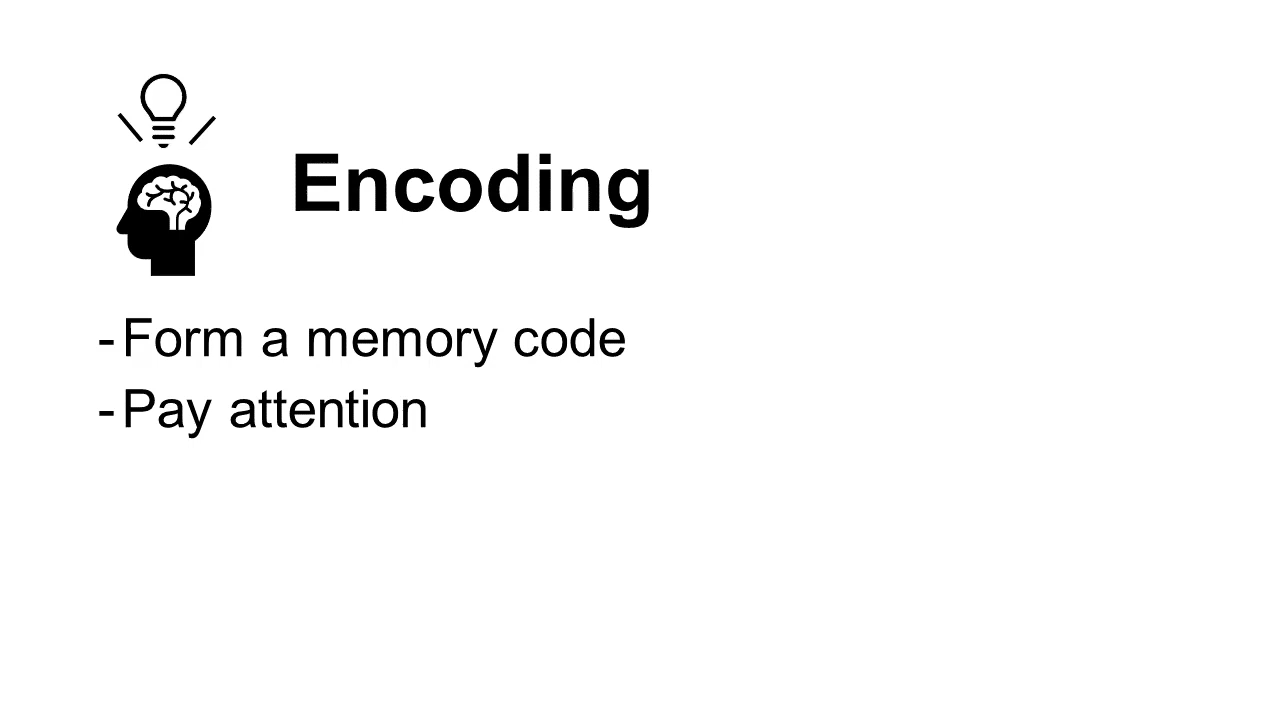 Encoding
- Form a memory code
- Pay attention